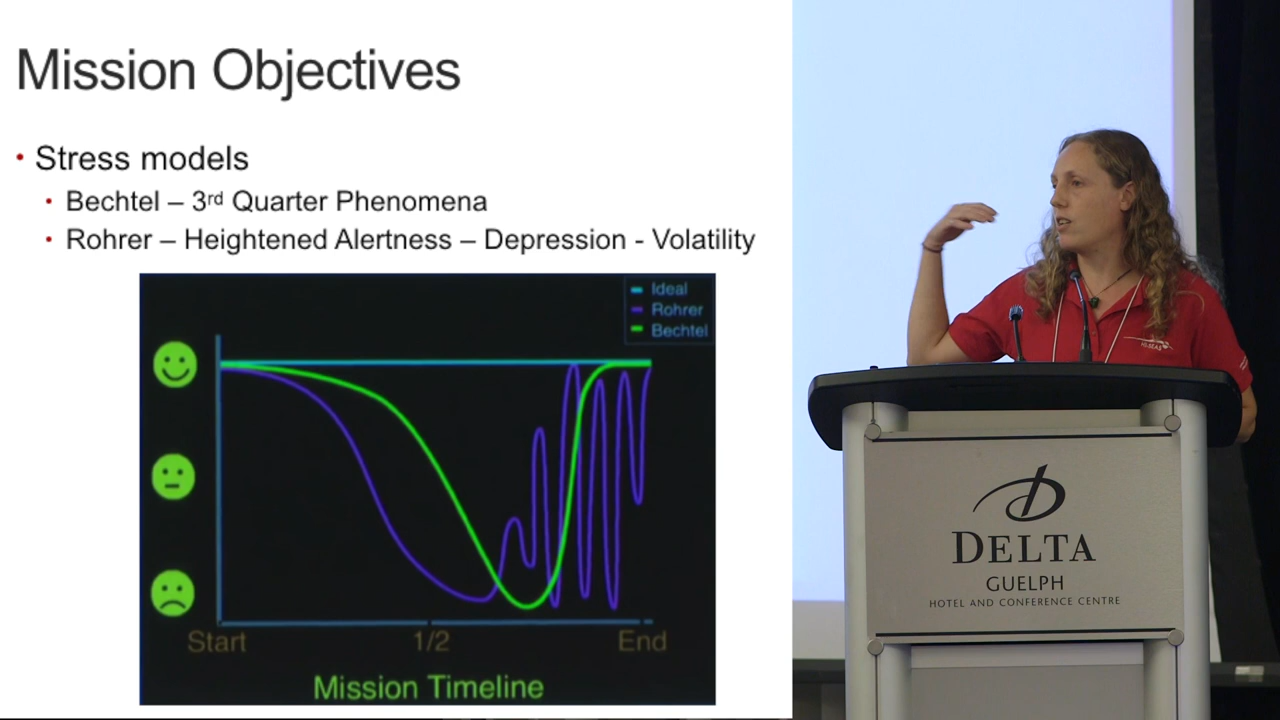 Mission Objectives
• Stress models
• Bechtel – 3rd Quarter Phenomena
• Rohrer – Heightened Alertness – Depression - Volatility
Ideal
Rohrer
Bechtel
Start 1/2 End
Mission Timeline
DELTA
GUELPH
HOTEL AND CONFERENCE CENTRE